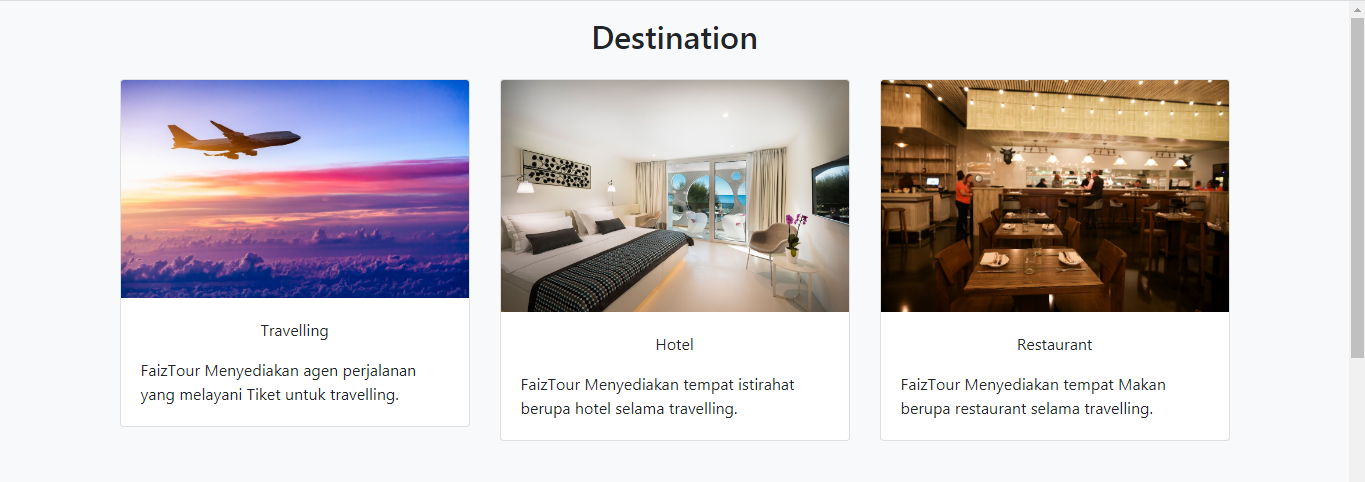 Destination
Travelling
FaizTour Menyediakan agen perjalanan
yang melayani Tiket untuk travelling.
Hotel
FaizTour Menyediakan tempat istirahat
berupa hotel selama travelling.
Restaurant
FaizTour Menyediakan tempat Makan
berupa restaurant selama travelling.